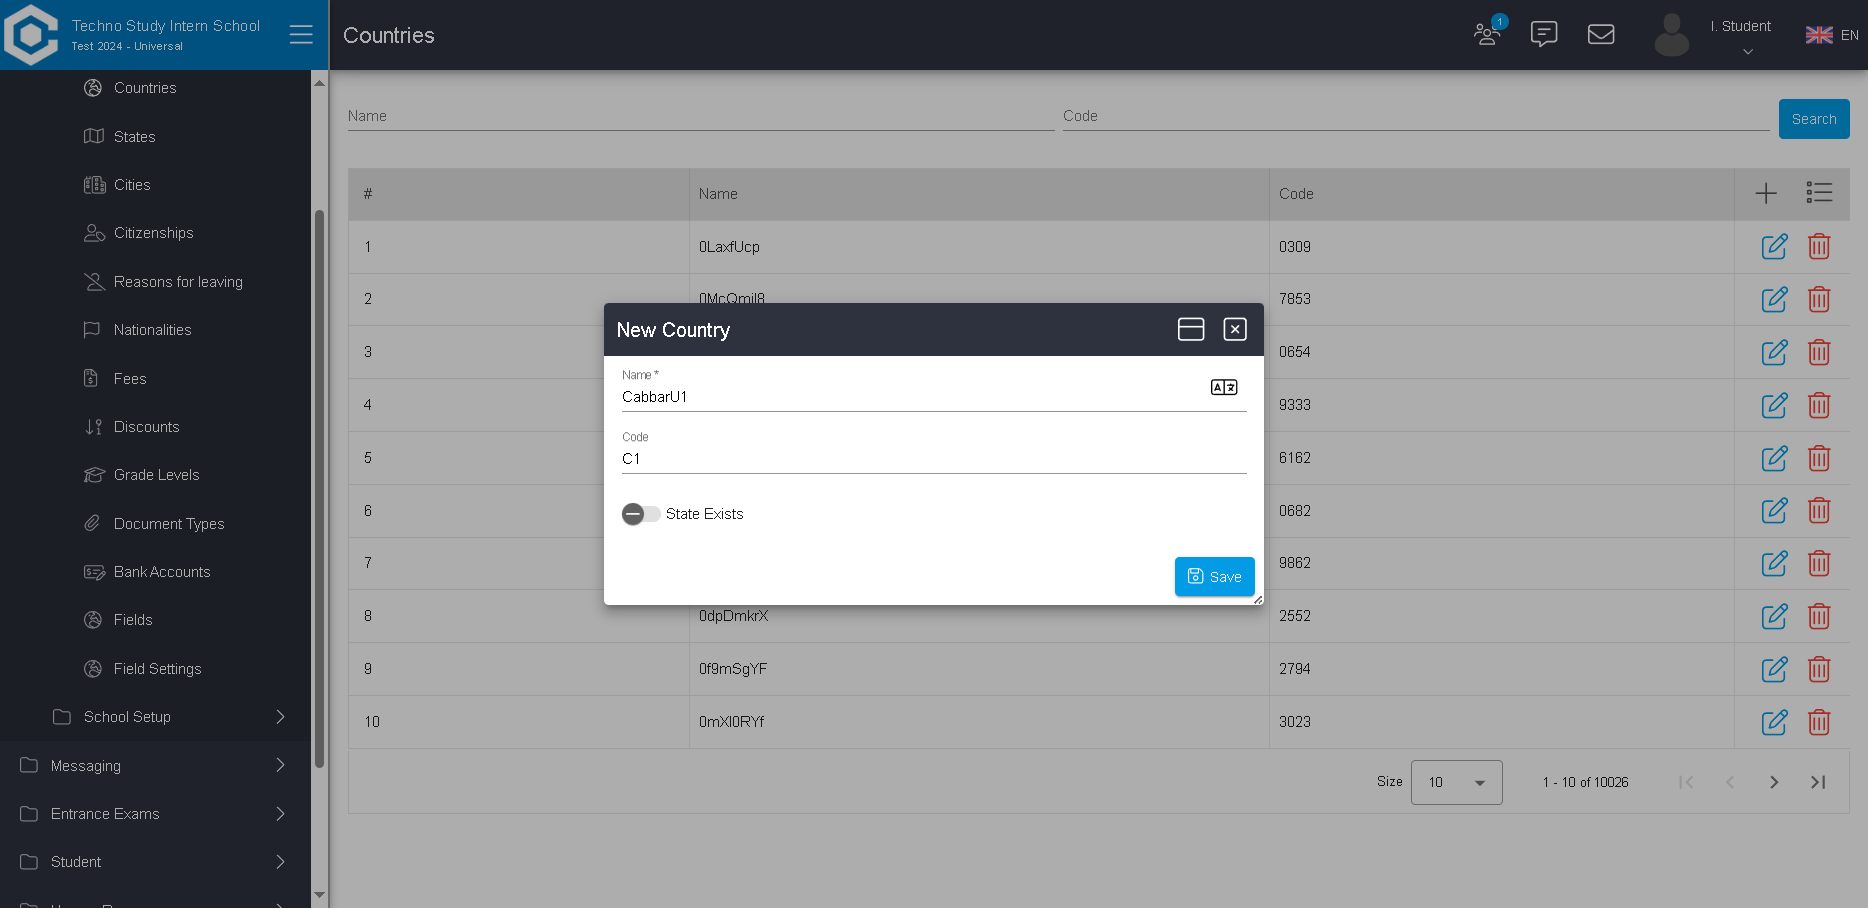 Techno Study Intern School
Test 2024 - Universal
Countries
1
I. Student
EN
Countries
States
Cities
Citizenships
Reasons for leaving
Nationalities
Fees
Discounts
Grade Levels
Document Types
Bank Accounts
Fields
Field Settings
School Setup
Messaging
Entrance Exams
Student
Name
Code
Search
# Name Code
1 0LaxfUcp 0309
2 0McQmil8 7853
3 0654
4 9333
5 6162
6 0682
7 9862
8 0dpDmkrX 2552
9 0f9mSgYF 2794
10 0mXl0RYf 3023
Size 10 1 - 10 of 10026
New Country
Name *
CabbarU1
Code
C1
State Exists
Save